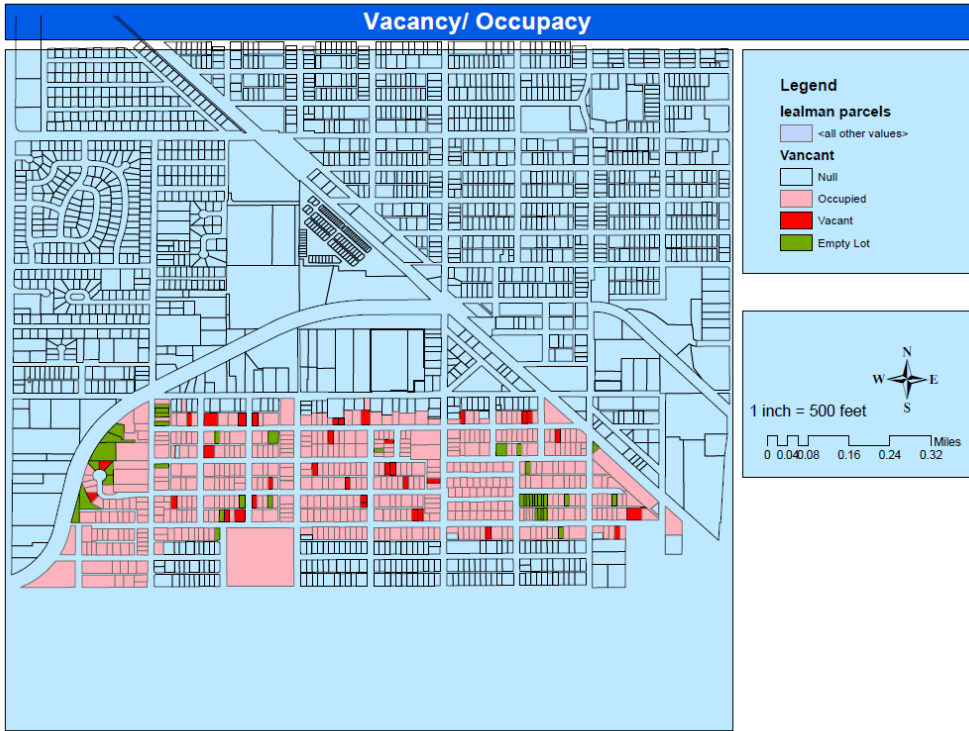 Vacancy/ Occupacy
Legend
lealman parcels
<all other values>
Vancant
Null
Occupied
Vacant
Empty Lot
N
W E
S
1 inch = 500 feet
Miles
0 0.04 0.08 0.16 0.24 0.32